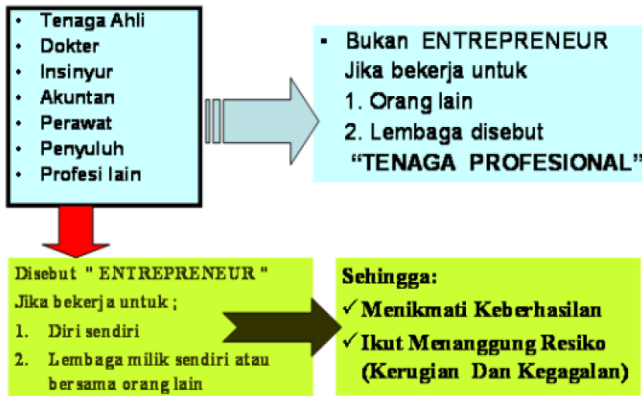 • Tenaga Ahli
• Dokter
• Insinyur
• Akuntan
• Perawat
• Penyuluh
• Profesi lain
▪ Bukan ENTREPRENEUR
Jika bekerja untuk
1. Orang lain
2. Lembaga disebut
“TENAGA PROFESIONAL”
Disebut " ENTREPRENEUR "
Jika bekerja untuk ;
1. Diri sendiri
2. Lembaga milik sendiri atau
bersama orang lain
Sehingga:
✓ Menikmati Keberhasilan
✓ Ikut Menanggung Resiko
(Kerugian Dan Kegagalan)